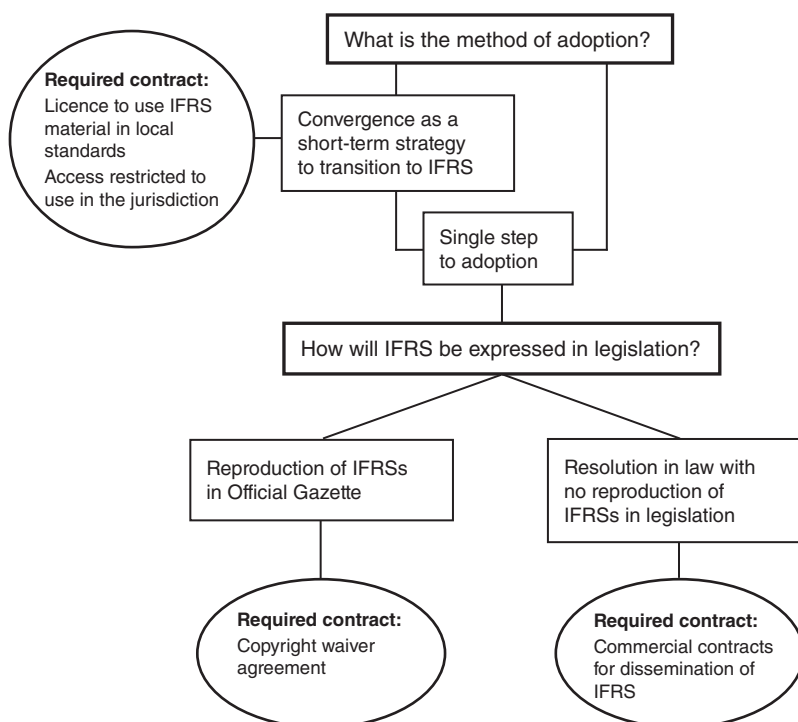 What is the method of adoption?
Required contract:
Licence to use IFRS
material in local
standards
Access restricted to
use in the jurisdiction
Convergence as a
short-term strategy
to transition to IFRS
Single step
to adoption
How will IFRS be expressed in legislation?
Reproduction of IFRSs
in Official Gazette
Resolution in law with
no reproduction of
IFRSs in legislation
Required contract:
Copyright waiver
agreement
Required contract:
Commercial contracts
for dissemination of
IFRS